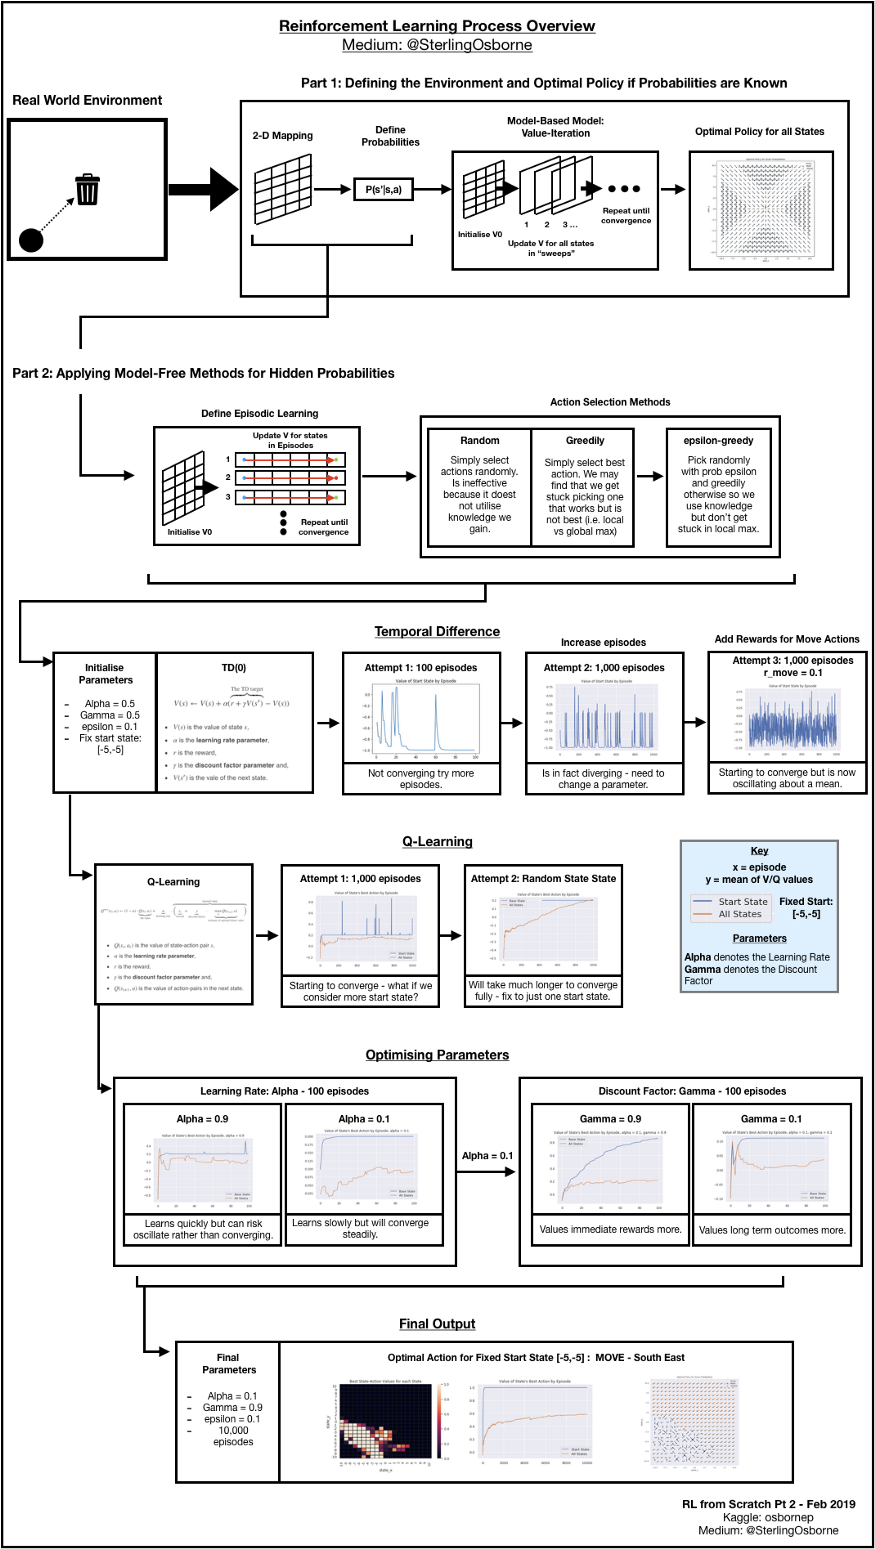 Reinforcement Learning Process Overview
Medium: @SterlingOsborne
Part 1: Defining the Environment and Optimal Policy if Probabilities are Known
Real World Environment
2-D Mapping
Define
Probabilities
P(s'|s,a)
Model-Based Model:
Value-Iteration
Initialise V0
1 2 3 ...
Update V for all states
in “sweeps”
Repeat until
convergence
Optimal Policy for all States
Part 2: Applying Model-Free Methods for Hidden Probabilities
Define Episodic Learning
Update V for states
in Episodes
1
2
3
Initialise V0
Repeat until
convergence
Action Selection Methods
Random
Simply select
actions randomly.
Is ineffective
because it doest
not utilise
knowledge we
gain.
Greedily
Simply select best
action. We may
find that we get
stuck picking one
that works but is
not best (i.e. local
vs global max)
epsilon-greedy
Pick randomly
with prob epsilon
and greedily
otherwise so we
use knowledge
but don’t get
stuck in local max.
Temporal Difference
Initialise
Parameters
- Alpha = 0.5
- Gamma = 0.5
- epsilon = 0.1
- Fix start state:
[-5,-5]
TD(0)
The TD target
V(s) ← V(s) + α(r + γV(s') − V(s))
• V(s) is the value of state s,
• α is the learning rate parameter,
• r is the reward,
• γ is the discount factor parameter and,
• V(s') is the vale of the next state.
Attempt 1: 100 episodes
Value of Start State by Episode
Not converging try more
episodes.
Increase episodes
Attempt 2: 1,000 episodes
Value of Start State by Episode
Is in fact diverging - need to
change a parameter.
Add Rewards for Move Actions
Attempt 3: 1,000 episodes
r_move = 0.1
Value of Start State by Episode
Starting to converge but is now
oscillating about a mean.
Q-Learning
Q-Learning
• Q(sₜ, aₜ) is the value of state-action pair s,
• α is the learning rate parameter,
• r is the reward,
• γ is the discount factor parameter and,
• Q(sₜ₊₁, a) is the value of action-pairs in the next state.
Attempt 1: 1,000 episodes
Value of State's Best Action by Episode
Start State
All States
Starting to converge - what if we
consider more start state?
Attempt 2: Random State State
Value of State's Best Action by Episode
Base State
All States
Will take much longer to converge
fully - fix to just one start state.
Key
x = episode
y = mean of V/Q values
Start State
All States
Fixed Start:
[-5,-5]
Parameters
Alpha denotes the Learning Rate
Gamma denotes the Discount
Factor
Optimising Parameters
Learning Rate: Alpha - 100 episodes
Alpha = 0.9
Value of State's Best Action by Episode, alpha = 0.9
Base State
All States
Learns quickly but can risk
oscillate rather than converging.
Alpha = 0.1
Value of State's Best Action by Episode, alpha = 0.1
Base State
All States
Learns slowly but will converge
steadily.
Alpha = 0.1
Discount Factor: Gamma - 100 episodes
Gamma = 0.9
Value of State's Best Action by Episode, alpha = 0.1, gamma = 0.9
Base State
All States
Values immediate rewards more.
Gamma = 0.1
Value of State's Best Action by Episode, alpha = 0.1, gamma = 0.1
Base State
All States
Values long term outcomes more.
Final Output
Final
Parameters
- Alpha = 0.1
- Gamma = 0.9
- epsilon = 0.1
- 10,000
episodes
Optimal Action for Fixed Start State [-5,-5] : MOVE - South East
Best State-Action Values for each State
state_y
state_x
Value of State's Best Action by Episode
Start State
All States
RL from Scratch Pt 2 - Feb 2019
Kaggle: osbornep
Medium: @SterlingOsborne